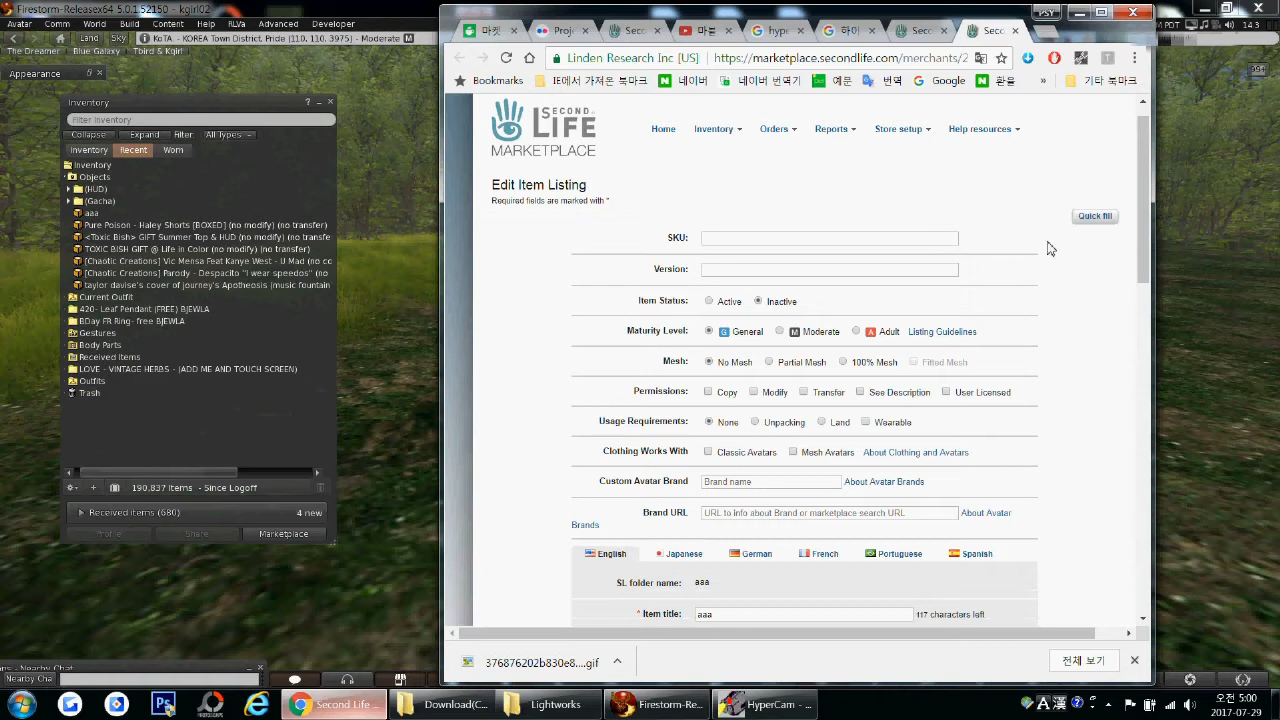 Firestorm-Releasex64 5.0.1.52150 - kgirl02
Avatar Comm World Build Content Help RLVa Advanced Developer
Land Sky KoTA. - KOREA Town District. Pride (110, 110, 3975) - Moderate M
The Dreamer Blue Galaxy Tbird & Kgirl
Appearance
Inventory
Filter Inventory
Collapse Expand Filter: All Types
Inventory Recent Worn
Inventory
Objects
(HUD)
(Gacha)
aaa
Pure Poison - Haley Shorts [BOXED] (no modify) (no transfer)
<Toxic Bish> GIFT Summer Top & HUD (no modify) (no transfe
TOXIC BISH GIFT @ Life in Color (no modify) (no transfer)
[Chaotic Creations] Vic Mensa Feat Kanye West - U Mad (no cc
[Chaotic Creations] Parody - Despacito "I wear speedos" (no t
taylor davise's cover of journey's Apotheosis (music fountain
Current Outfit
420- Leaf Pendant (FREE) BJEWLA
BDay FR Ring- free BJEWLA
Gestures
Body Parts
Received Items
LOVE - VINTAGE HERBS - (ADD ME AND TOUCH SCREEN)
Outfits
Trash
190,837 Items - Since Logoff
Received items (680) 4 new
Profile Share Marketplace
Nearby Chat
Nearby Cha
PSY
마켓 Proje Seco 마블 hype 하이 Seco Seco
Linden Research Inc [US] https://marketplace.secondlife.com/merchants/2
Bookmarks IE에서 가져온 북마크 네이버 네이버 번역기 예문 번역 Google 환율 » 기타 북마크
SECOND LIFE
MARKETPLACE
Home Inventory Orders Reports Store setup Help resources
Edit Item Listing
Required fields are marked with *
Quick fill
SKU:
Version:
Item Status: Active Inactive
Maturity Level: G General M Moderate A Adult Listing Guidelines
Mesh: No Mesh Partial Mesh 100% Mesh Fitted Mesh
Permissions: Copy Modify Transfer See Description User Licensed
Usage Requirements: None Unpacking Land Wearable
Clothing Works With Classic Avatars Mesh Avatars About Clothing and Avatars
Custom Avatar Brand Brand name About Avatar Brands
Brand URL URL to info about Brand or marketplace search URL About Avatar
Brands
English Japanese German French Portuguese Spanish
SL folder name: aaa
* Item title: aaa 117 characters left
376876202b830e8....gif
전체 보기
Second Life ... Download(C... Lightworks Firestorm-Re... HyperCam - ...
A 漢
오전 5:00
2017-07-29